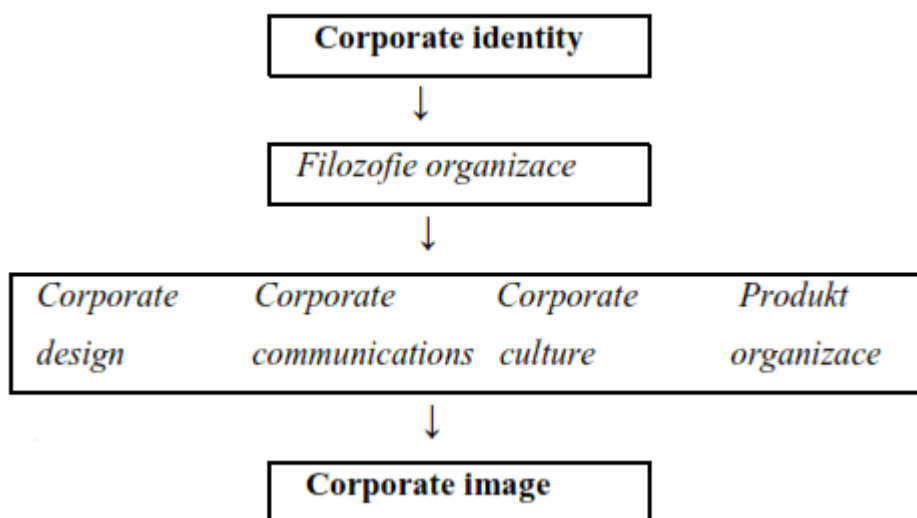 Corporate identity
↓
Filozofie organizace
↓
Corporate Corporate Corporate Produkt
design communications culture organizace
↓
Corporate image